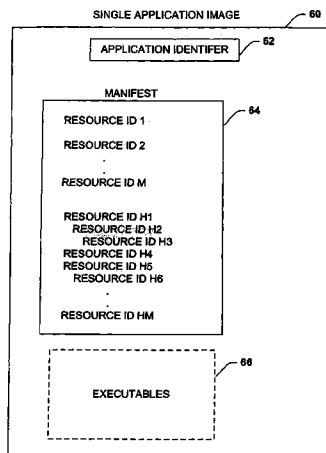 SINGLE APPLICATION IMAGE
60
APPLICATION IDENTIFER
62
MANIFEST
64
RESOURCE ID 1
RESOURCE ID 2
.
.
RESOURCE ID M
RESOURCE ID H1
RESOURCE ID H2
RESOURCE ID H3
RESOURCE ID H4
RESOURCE ID H5
RESOURCE ID H6
.
.
RESOURCE ID HM
66
EXECUTABLES